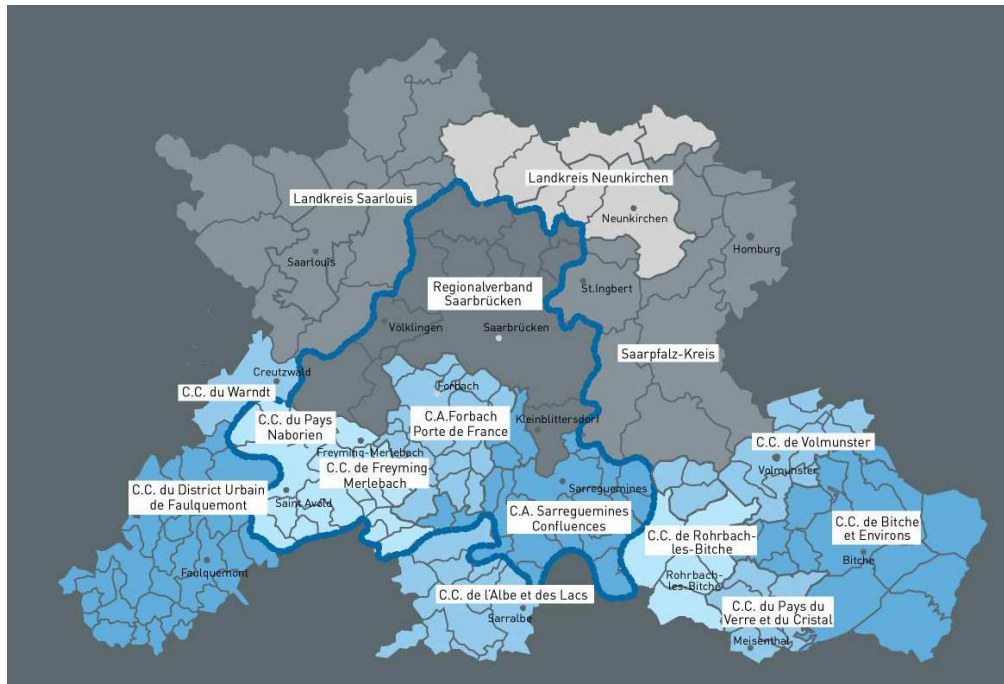 Landkreis Neunkirchen
Landkreis Saarlouis
Neunkirchen
Homburg
Saarlouis
Regionalverband
Saarbrücken
St.Ingbert
Völklingen
Saarbrücken
Saarpfalz-Kreis
Creutzwald
C.C. du Warndt
Forbach
C.C. du Pays
Naborien
C.A.Forbach
Porte de France
Kleinblittersdorf
C.C. de Volmunster
Freyming-Merlebach
C.C. de Freyming-
Merlebach
Volmunster
C.C. du District Urbain
de Faulquemont
Saint Avold
Sarreguemines
C.A. Sarreguemines
Confluences
C.C. de Rohrbach-
les-Bitche
C.C. de Bitche
et Environs
Bitche
Faulquemont
Rohrbach-
les-Bitche
C.C. de l'Albe et des Lacs
Sarralbe
C.C. du Pays du
Verre et du Cristal
Meisenthal